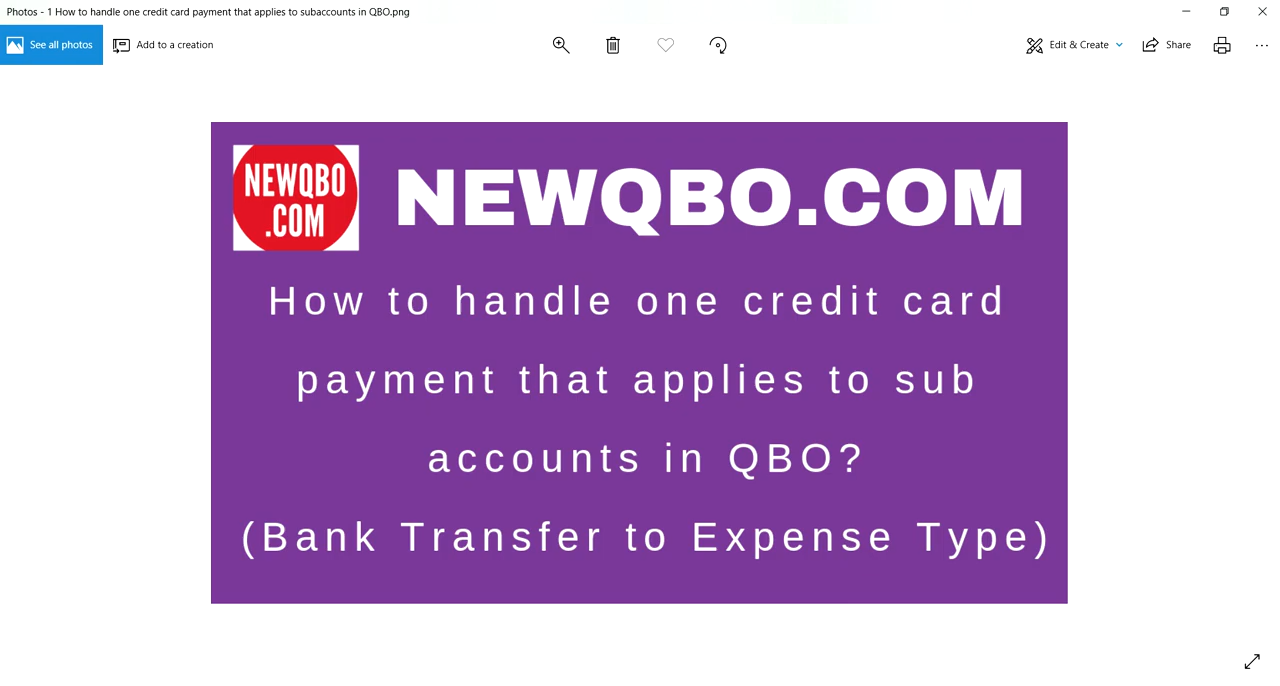 Photos - 1 How to handle one credit card payment that applies to subaccounts in QBO.png
See all photos
Add to a creation
Edit & Create
Share
NEWQBO
.COM
NEWQBO.COM
How to handle one credit card
payment that applies to sub
accounts in QBO?
(Bank Transfer to Expense Type)